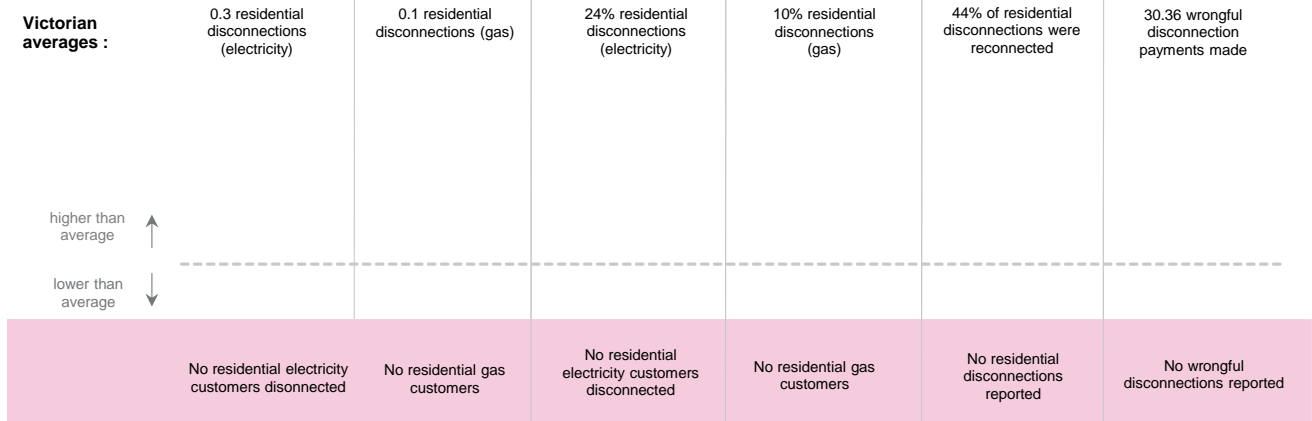 Victorian
averages :
0.3 residential
disconnections
(electricity)
0.1 residential
disconnections (gas)
24% residential
disconnections
(electricity)
10% residential
disconnections
(gas)
44% of residential
disconnections were
reconnected
30.36 wrongful
disconnection
payments made
higher than
average
lower than
average
No residential electricity
customers disonnected
No residential gas
customers
No residential
electricity customers
disconnected
No residential gas
customers
No residential
disconnections
reported
No wrongful
disconnections reported